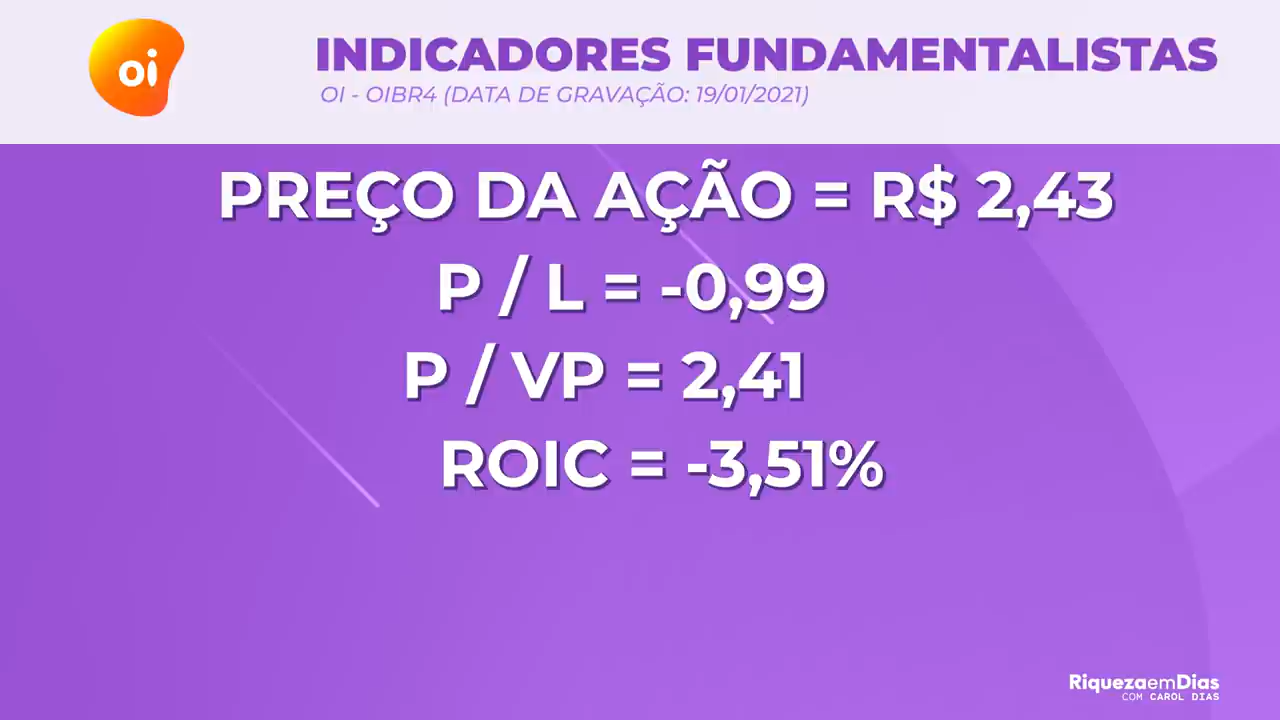 oi
INDICADORES FUNDAMENTALISTAS
OI - OIBR4 (DATA DE GRAVAÇÃO: 19/01/2021)
PREÇO DA AÇÃO = R$ 2,43
P / L = -0,99
P / VP = 2,41
ROIC = -3,51%
RiquezaemDias
COM CAROL DIAS